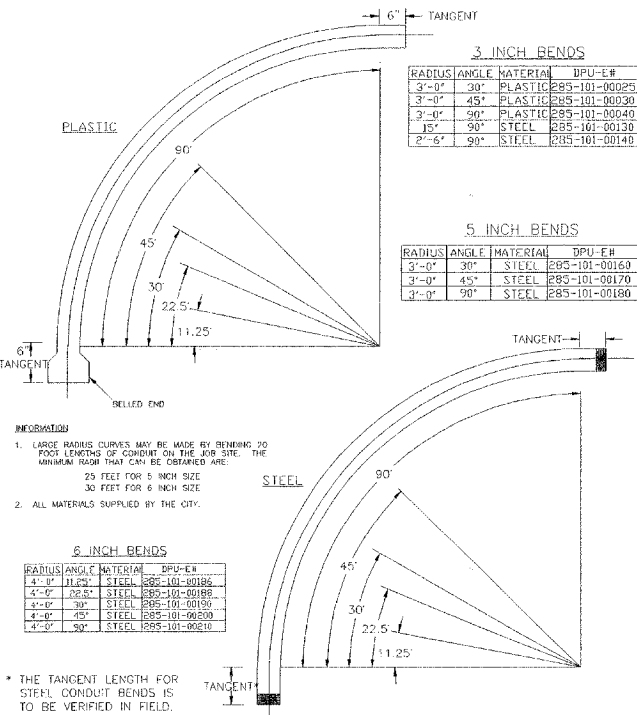 6" TANGENT
3 INCH BENDS
RADIUS ANGLE MATERIAL DPU-E#
3'-0" 30° PLASTIC 285-101-00025
3'-0" 45° PLASTIC 285-101-00030
3'-0" 90° PLASTIC 285-101-00040
15" 90° STEEL 285-101-00130
2'-6" 90° STEEL 285-101-00140
PLASTIC
90°
45°
30°
22.5°
11.25°
5 INCH BENDS
RADIUS ANGLE MATERIAL DPU-E#
3'-0" 30° STEEL 285-101-00160
3'-0" 45° STEEL 285-101-00170
3'-0" 90° STEEL 285-101-00180
6"
TANGENT
BELLED END
TANGENT
INFORMATION
1. LARGE RADIUS CURVES MAY BE MADE BY BENDING 20
FOOT LENGTHS OF CONDUIT ON THE JOB SITE. THE
MINIMUM RADII THAT CAN BE OBTAINED ARE:
25 FEET FOR 5 INCH SIZE
30 FEET FOR 6 INCH SIZE
2. ALL MATERIALS SUPPLIED BY THE CITY.
STEEL
90°
45°
30°
22.5°
11.25°
6 INCH BENDS
RADIUS ANGLE MATERIAL DPU-E#
4'-0" 11.25° STEEL 285-101-00186
4'-0" 22.5° STEEL 285-101-00188
4'-0" 30° STEEL 285-101-00190
4'-0" 45° STEEL 285-101-00200
4'-0" 90° STEEL 285-101-00210
TANGENT*
* THE TANGENT LENGTH FOR
STEEL CONDUIT BENDS IS
TO BE VERIFIED IN FIELD.